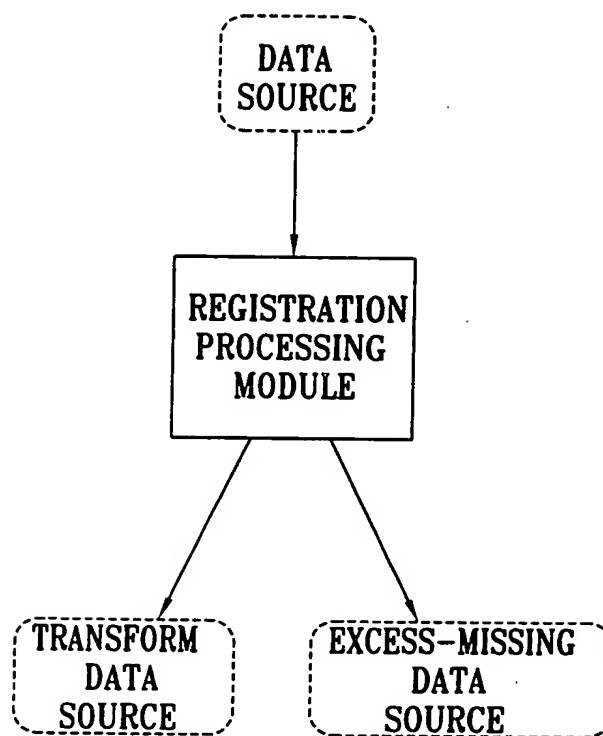 DATA
SOURCE
REGISTRATION
PROCESSING
MODULE
TRANSFORM
DATA
SOURCE
EXCESS-MISSING
DATA
SOURCE